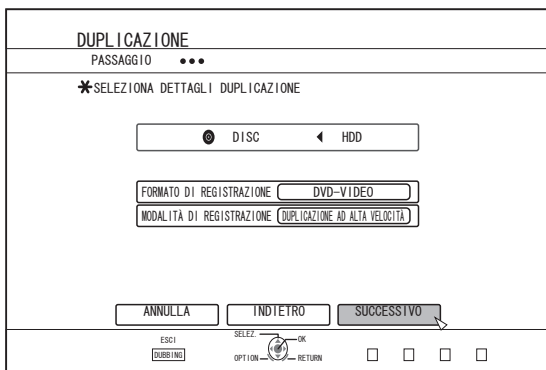 DUPLICAZIONE
PASSAGGIO
SELEZIONA DETTAGLI DUPLICAZIONE
DISC HDD
FORMATO DI REGISTRAZIONE DVD-VIDEO
MODALITÀ DI REGISTRAZIONE DUPLICAZIONE AD ALTA VELOCITÀ
ANNULLA INDIETRO SUCCESSIVO
ESCI SELEZ. OK
DUBBING OPTION RETURN